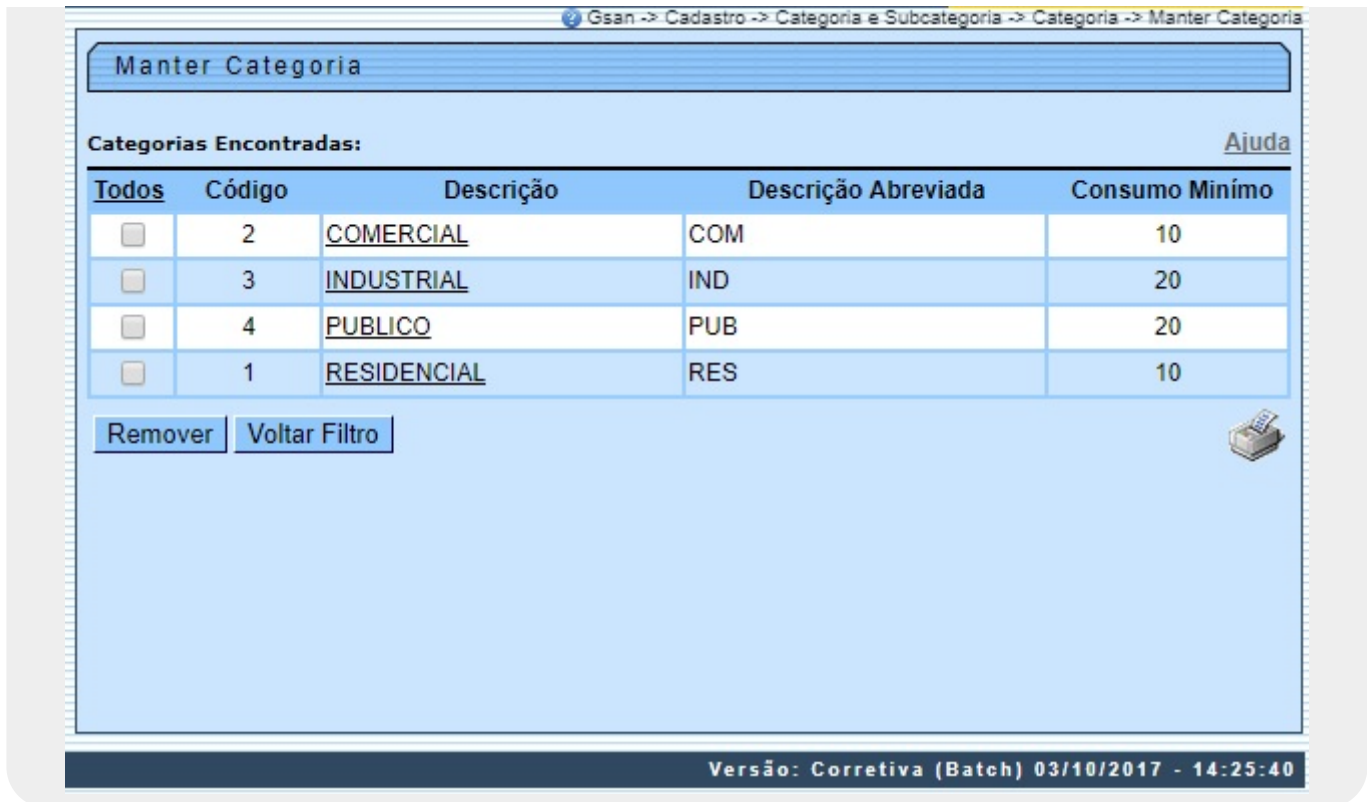 Gsan -> Cadastro -> Categoria e Subcategoria -> Categoria -> Manter Categoria
Manter Categoria
Categorias Encontradas: Ajuda
Todos Código Descrição Descrição Abreviada Consumo Minímo
2 COMERCIAL COM 10
3 INDUSTRIAL IND 20
4 PUBLICO PUB 20
1 RESIDENCIAL RES 10
Remover Voltar Filtro
Versão: Corretiva (Batch) 03/10/2017 - 14:25:40